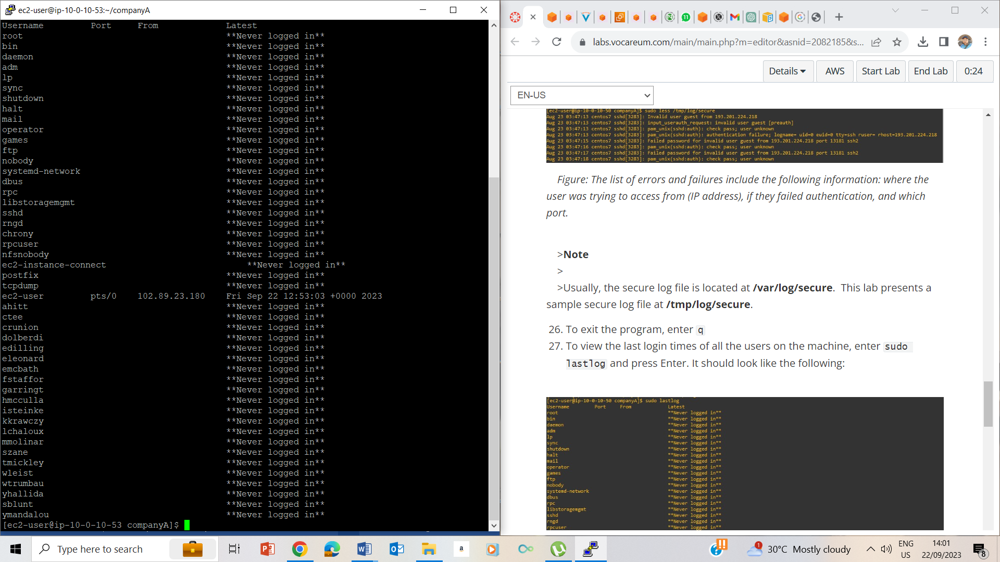 ec2-user@ip-10-0-10-53:~/companyA
Username Port From Latest
root **Never logged in**
bin **Never logged in**
daemon **Never logged in**
adm **Never logged in**
lp **Never logged in**
sync **Never logged in**
shutdown **Never logged in**
halt **Never logged in**
mail **Never logged in**
operator **Never logged in**
games **Never logged in**
ftp **Never logged in**
nobody **Never logged in**
systemd-network **Never logged in**
dbus **Never logged in**
rpc **Never logged in**
libstoragemgmt **Never logged in**
sshd **Never logged in**
rngd **Never logged in**
chrony **Never logged in**
rpcuser **Never logged in**
nfsnobody **Never logged in**
ec2-instance-connect **Never logged in**
postfix **Never logged in**
tcpdump **Never logged in**
ec2-user pts/0 102.89.23.180 Fri Sep 22 12:53:03 +0000 2023
ahitt **Never logged in**
ctee **Never logged in**
crunion **Never logged in**
dolberdi **Never logged in**
edilling **Never logged in**
eleonard **Never logged in**
emcbath **Never logged in**
fstaffor **Never logged in**
garringt **Never logged in**
hmcculla **Never logged in**
isteinke **Never logged in**
kkrawczy **Never logged in**
lchaloux **Never logged in**
mmolinar **Never logged in**
szane **Never logged in**
tmickley **Never logged in**
wleist **Never logged in**
wtrumbau **Never logged in**
yhallida **Never logged in**
sblunt **Never logged in**
ymandalou **Never logged in**
[ec2-user@ip-10-0-10-53 companyA]$
labs.vocareum.com/main/main.php?m=editor&asnid=2082185&s...
Details AWS Start Lab End Lab 0:24
EN-US
[ec2-user@ip-10-0-10-50 companyA]$ sudo less /tmp/log/secure
Aug 23 03:47:13 centos7 sshd[3283]: Invalid user guest from 193.201.224.218
Aug 23 03:47:13 centos7 sshd[3283]: input_userauth_request: invalid user guest [preauth]
Aug 23 03:47:13 centos7 sshd[3283]: pam_unix(sshd:auth): check pass; user unknown
Aug 23 03:47:13 centos7 sshd[3283]: pam_unix(sshd:auth): authentication failure; logname= uid=0 euid=0 tty=ssh ruser= rhost=193.201.224.218
Aug 23 03:47:15 centos7 sshd[3283]: Failed password for invalid user guest from 193.201.224.218 port 13181 ssh2
Aug 23 03:47:16 centos7 sshd[3283]: pam_unix(sshd:auth): check pass; user unknown
Aug 23 03:47:17 centos7 sshd[3283]: Failed password for invalid user guest from 193.201.224.218 port 13181 ssh2
Aug 23 03:47:18 centos7 sshd[3283]: pam_unix(sshd:auth): check pass; user unknown
Figure: The list of errors and failures include the following information: where the
user was trying to access from (IP address), if they failed authentication, and which
port.
>Note
>
>Usually, the secure log file is located at /var/log/secure. This lab presents a
sample secure log file at /tmp/log/secure.
26. To exit the program, enter q
27. To view the last login times of all the users on the machine, enter sudo
lastlog and press Enter. It should look like the following:
[ec2-user@ip-10-0-10-50 companyA]$ sudo lastlog
Username Port From Latest
root **Never logged in**
bin **Never logged in**
daemon **Never logged in**
adm **Never logged in**
lp **Never logged in**
sync **Never logged in**
shutdown **Never logged in**
halt **Never logged in**
mail **Never logged in**
operator **Never logged in**
games **Never logged in**
ftp **Never logged in**
nobody **Never logged in**
systemd-network **Never logged in**
dbus **Never logged in**
rpc **Never logged in**
libstoragemgmt **Never logged in**
sshd **Never logged in**
rngd **Never logged in**
rpcuser **Never logged in**
Type here to search
a
1
30°C Mostly cloudy
ENG
US
14:01
22/09/2023
8